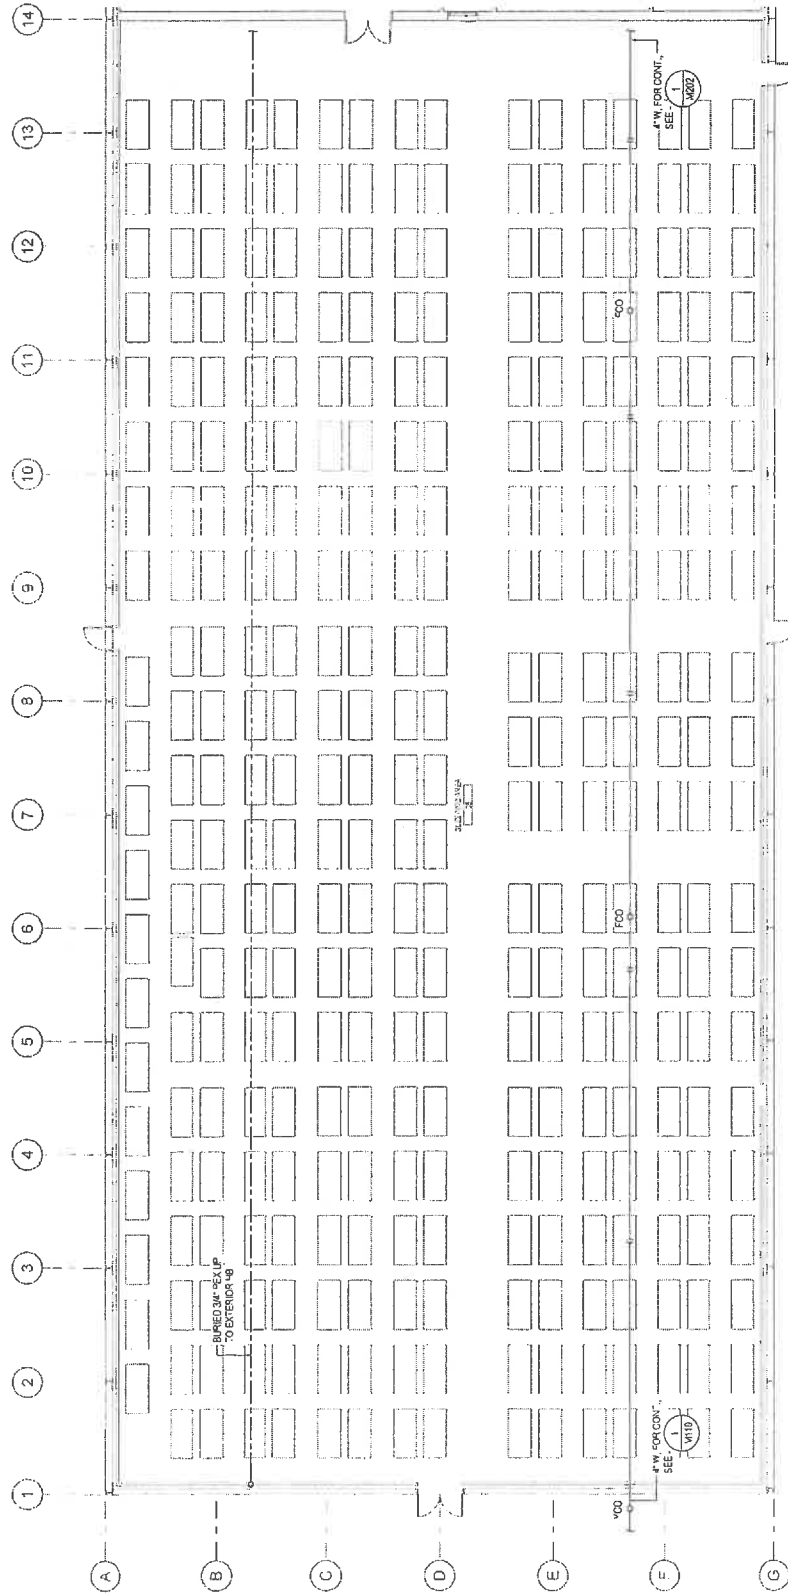 14
13
12
11
10
9
8
7
6
5
4
3
2
1
A
B
C
D
E
F
G
4"W, FOR CONT.,
SEE -
1
M202
FCO
FCO
BURIED 3/4" PEX UP
TO EXTERIOR HB
4"W, FOR CONT.,
SEE -
1
M110